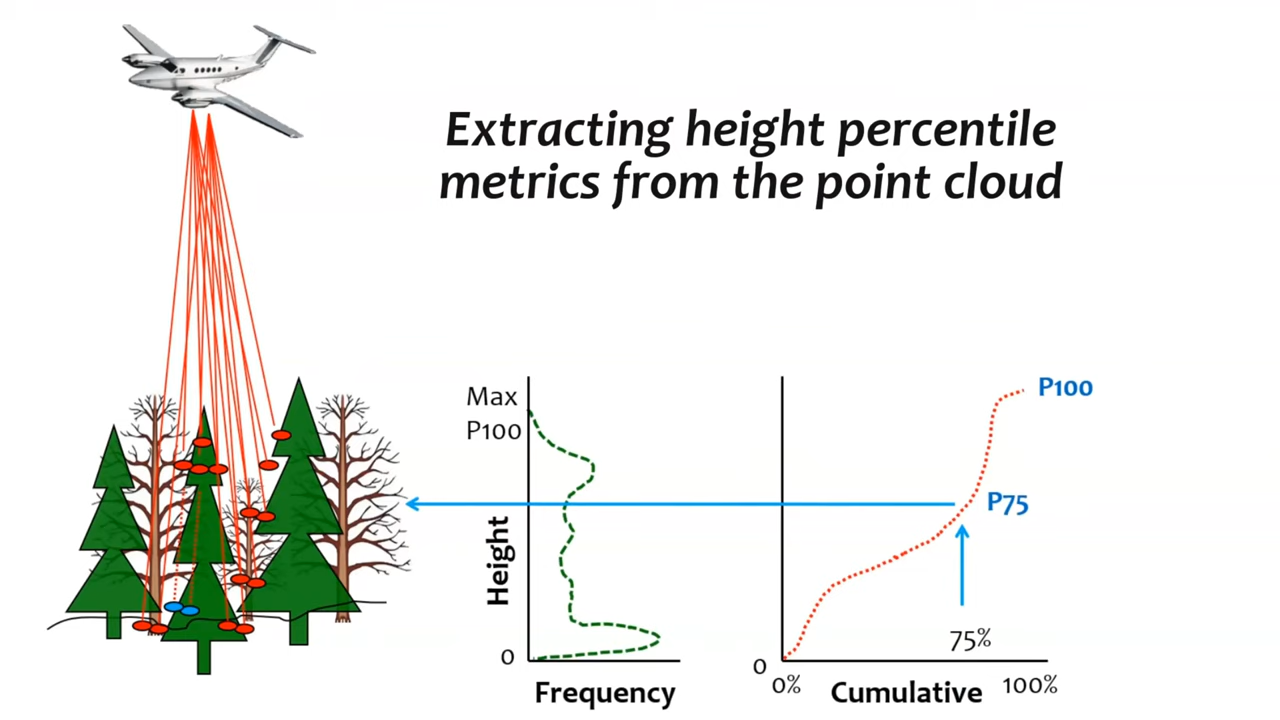 Extracting height percentile
metrics from the point cloud
Max
P100
Height
0
Frequency
P100
P75
75%
0
0%
Cumulative
100%